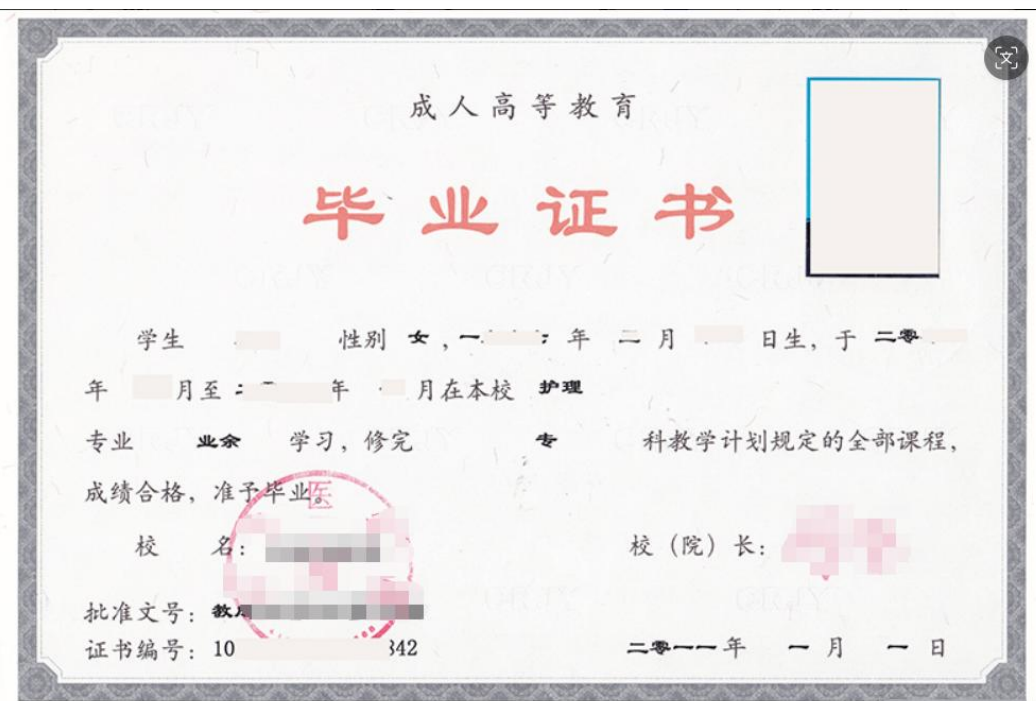 成人高等教育
毕业证书
学生 性别 女，一 年 二月 日生，于 二零
年 月至 年 月在本校 护理
专业 业余 学习，修完 专 科教学计划规定的全部课程，
成绩合格，准予毕业。
医
校 名： 校（院）长：
批准文号：教
证书编号：10 342 二零一一年 一月 一日